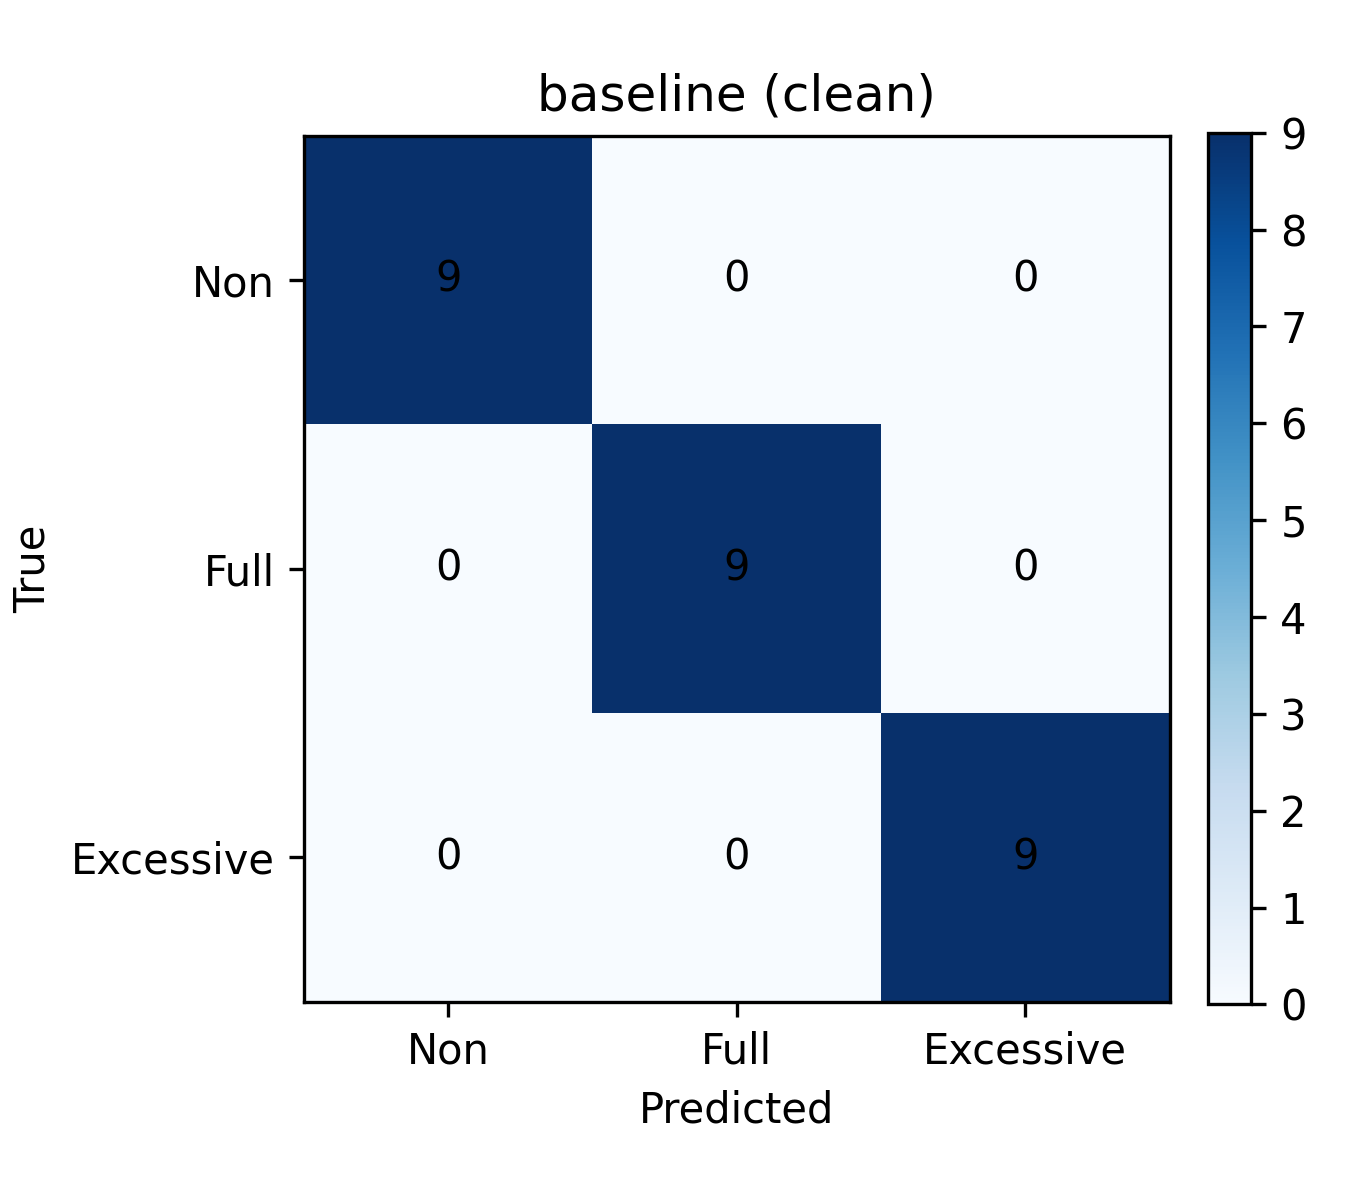 baseline (clean)
9
8
7
6
5
4
3
2
1
0
True
Non
9 0 0
Full
0 9 0
Excessive
0 0 9
Non Full Excessive
Predicted